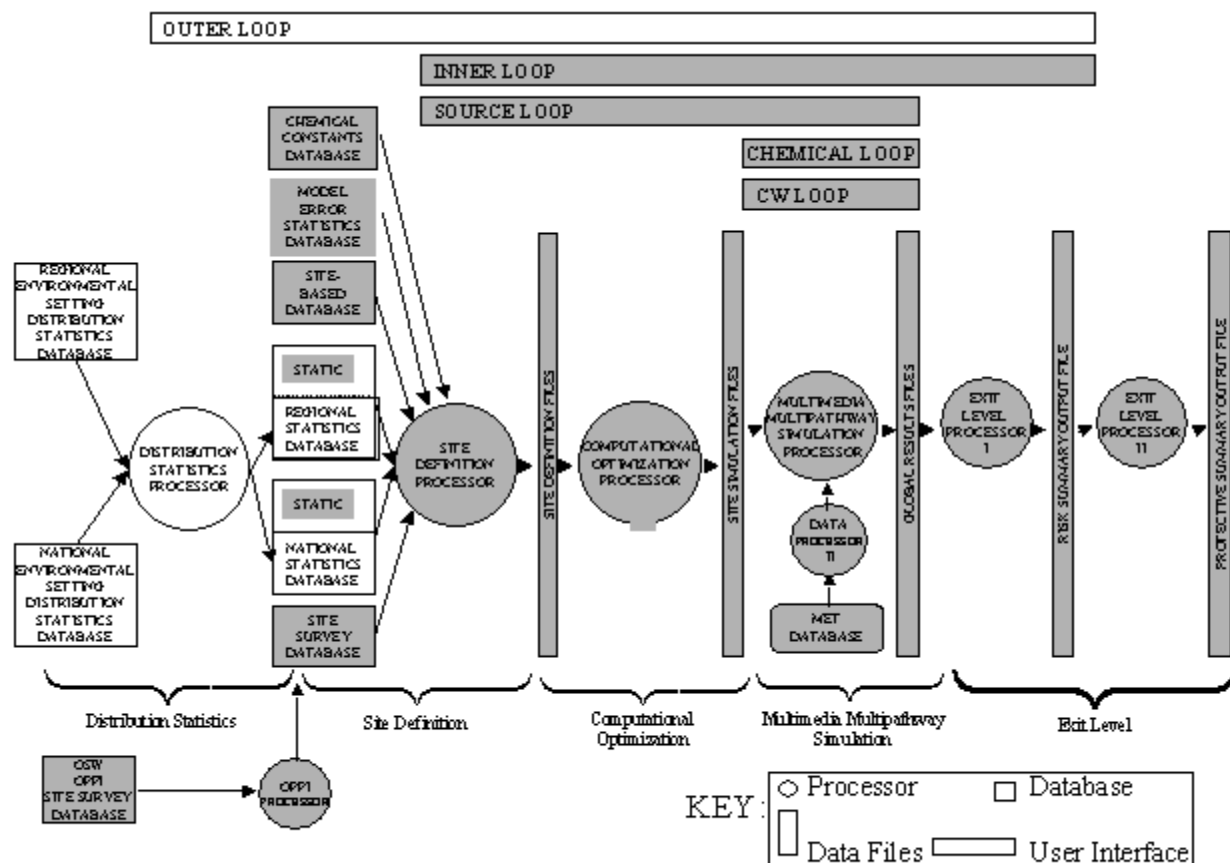 OUTER LOOP
INNER LOOP
SOURCE LOOP
CHEMICAL LOOP
CW LOOP
CHEMICAL
CONSTANTS
DATABASE
MODEL
ERROR
STATISTICS
DATABASE
SITE-
BASED
DATABASE
REGIONAL
ENVIRONMENTAL
SETTING
DISTRIBUTION
STATISTICS
DATABASE
STATIC
REGIONAL
STATISTICS
DATABASE
DISTRIBUTION
STATISTICS
PROCESSOR
STATIC
NATIONAL
STATISTICS
DATABASE
NATIONAL
ENVIRONMENTAL
SETTING
DISTRIBUTION
STATISTICS
DATABASE
SITE
SURVEY
DATABASE
SITE
DEFINITION
PROCESSOR
SITE DEFINITION FILES
COMPUTATIONAL
OPTIMIZATION
PROCESSOR
SITE SIMULATION FILES
MULTIMEDIA
MULTIPATHWAY
SIMULATION
PROCESSOR
DATA
PROCESSOR
II
MET
DATABASE
GLOBAL RESULTS FILES
EXIT
LEVEL
PROCESSOR
I
RISK SUMMARY OUTPUT FILE
EXIT
LEVEL
PROCESSOR
II
PROTECTIVE SUMMARY OUTPUT FILE
Distribution Statistics
Site Definition
Computational
Optimization
Multimedia Multipathway
Simulation
Exit Level
OSW
OPPI
SITE SURVEY
DATABASE
OPPI
PROCESSOR
KEY:
Processor
Database
Data Files
User Interface